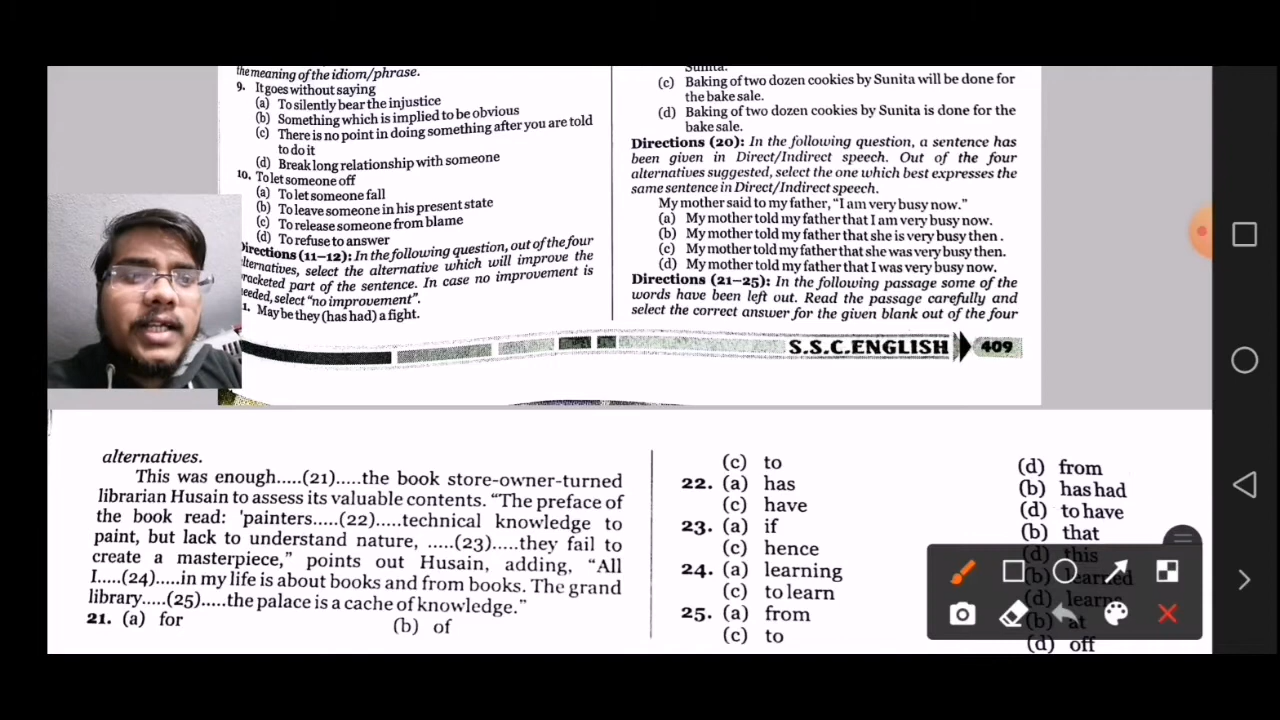 the meaning of the idiom/phrase.
9. It goes without saying
(a) To silently bear the injustice
(b) Something which is implied to be obvious
(c) There is no point in doing something after you are told
to do it
(d) Break long relationship with someone
10. To let someone off
(a) To let someone fall
(b) To leave someone in his present state
(c) To release someone from blame
(d) To refuse to answer
Directions (11–12): In the following question, out of the four
alternatives, select the alternative which will improve the
bracketed part of the sentence. In case no improvement is
needed, select "no improvement".
1. May be they (has had) a fight.
Sunita.
(c) Baking of two dozen cookies by Sunita will be done for
the bake sale.
(d) Baking of two dozen cookies by Sunita is done for the
bake sale.
Directions (20): In the following question, a sentence has
been given in Direct/Indirect speech. Out of the four
alternatives suggested, select the one which best expresses the
same sentence in Direct/Indirect speech.
My mother said to my father, "I am very busy now."
(a) My mother told my father that I am very busy now.
(b) My mother told my father that she is very busy then .
(c) My mother told my father that she was very busy then.
(d) My mother told my father that I was very busy now.
Directions (21–25): In the following passage some of the
words have been left out. Read the passage carefully and
select the correct answer for the given blank out of the four
S.S.C.ENGLISH 409
alternatives.
This was enough.....(21).....the book store-owner-turned
librarian Husain to assess its valuable contents. "The preface of
the book read: 'painters.....(22).....technical knowledge to
paint, but lack to understand nature, .....(23).....they fail to
create a masterpiece," points out Husain, adding, "All
I.....(24).....in my life is about books and from books. The grand
library.....(25).....the palace is a cache of knowledge."
21. (a) for (b) of
(c) to (d) from
22. (a) has (b) has had
(c) have (d) to have
23. (a) if (b) that
(c) hence (d) this
24. (a) learning (b) learned
(c) to learn (d) learns
25. (a) from (b) at
(c) to (d) off